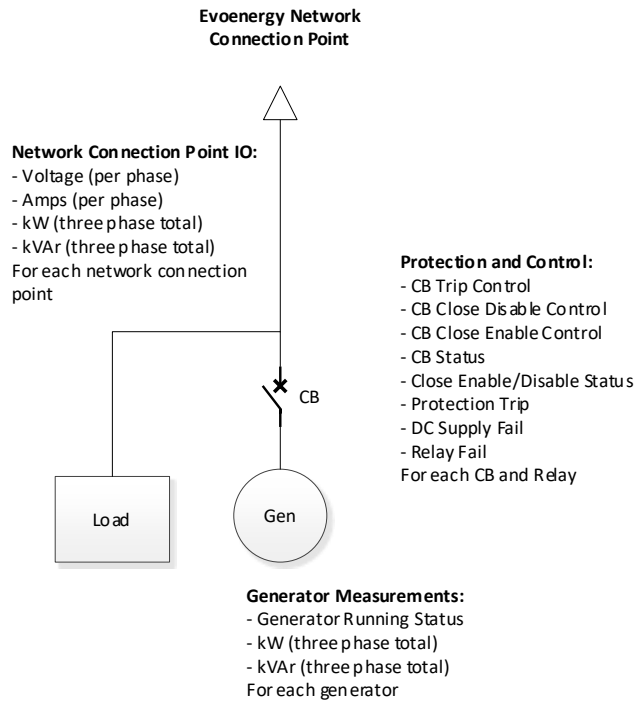 Evoenergy Network
Connection Point
Network Connection Point IO:
- Voltage (per phase)
- Amps (per phase)
- kW (three phase total)
- kVAr (three phase total)
For each network connection
point
Protection and Control:
- CB Trip Control
- CB Close Disable Control
- CB Close Enable Control
- CB Status
- Close Enable/Disable Status
- Protection Trip
- DC Supply Fail
- Relay Fail
For each CB and Relay
CB
Load
Gen
Generator Measurements:
- Generator Running Status
- kW (three phase total)
- kVAr (three phase total)
For each generator